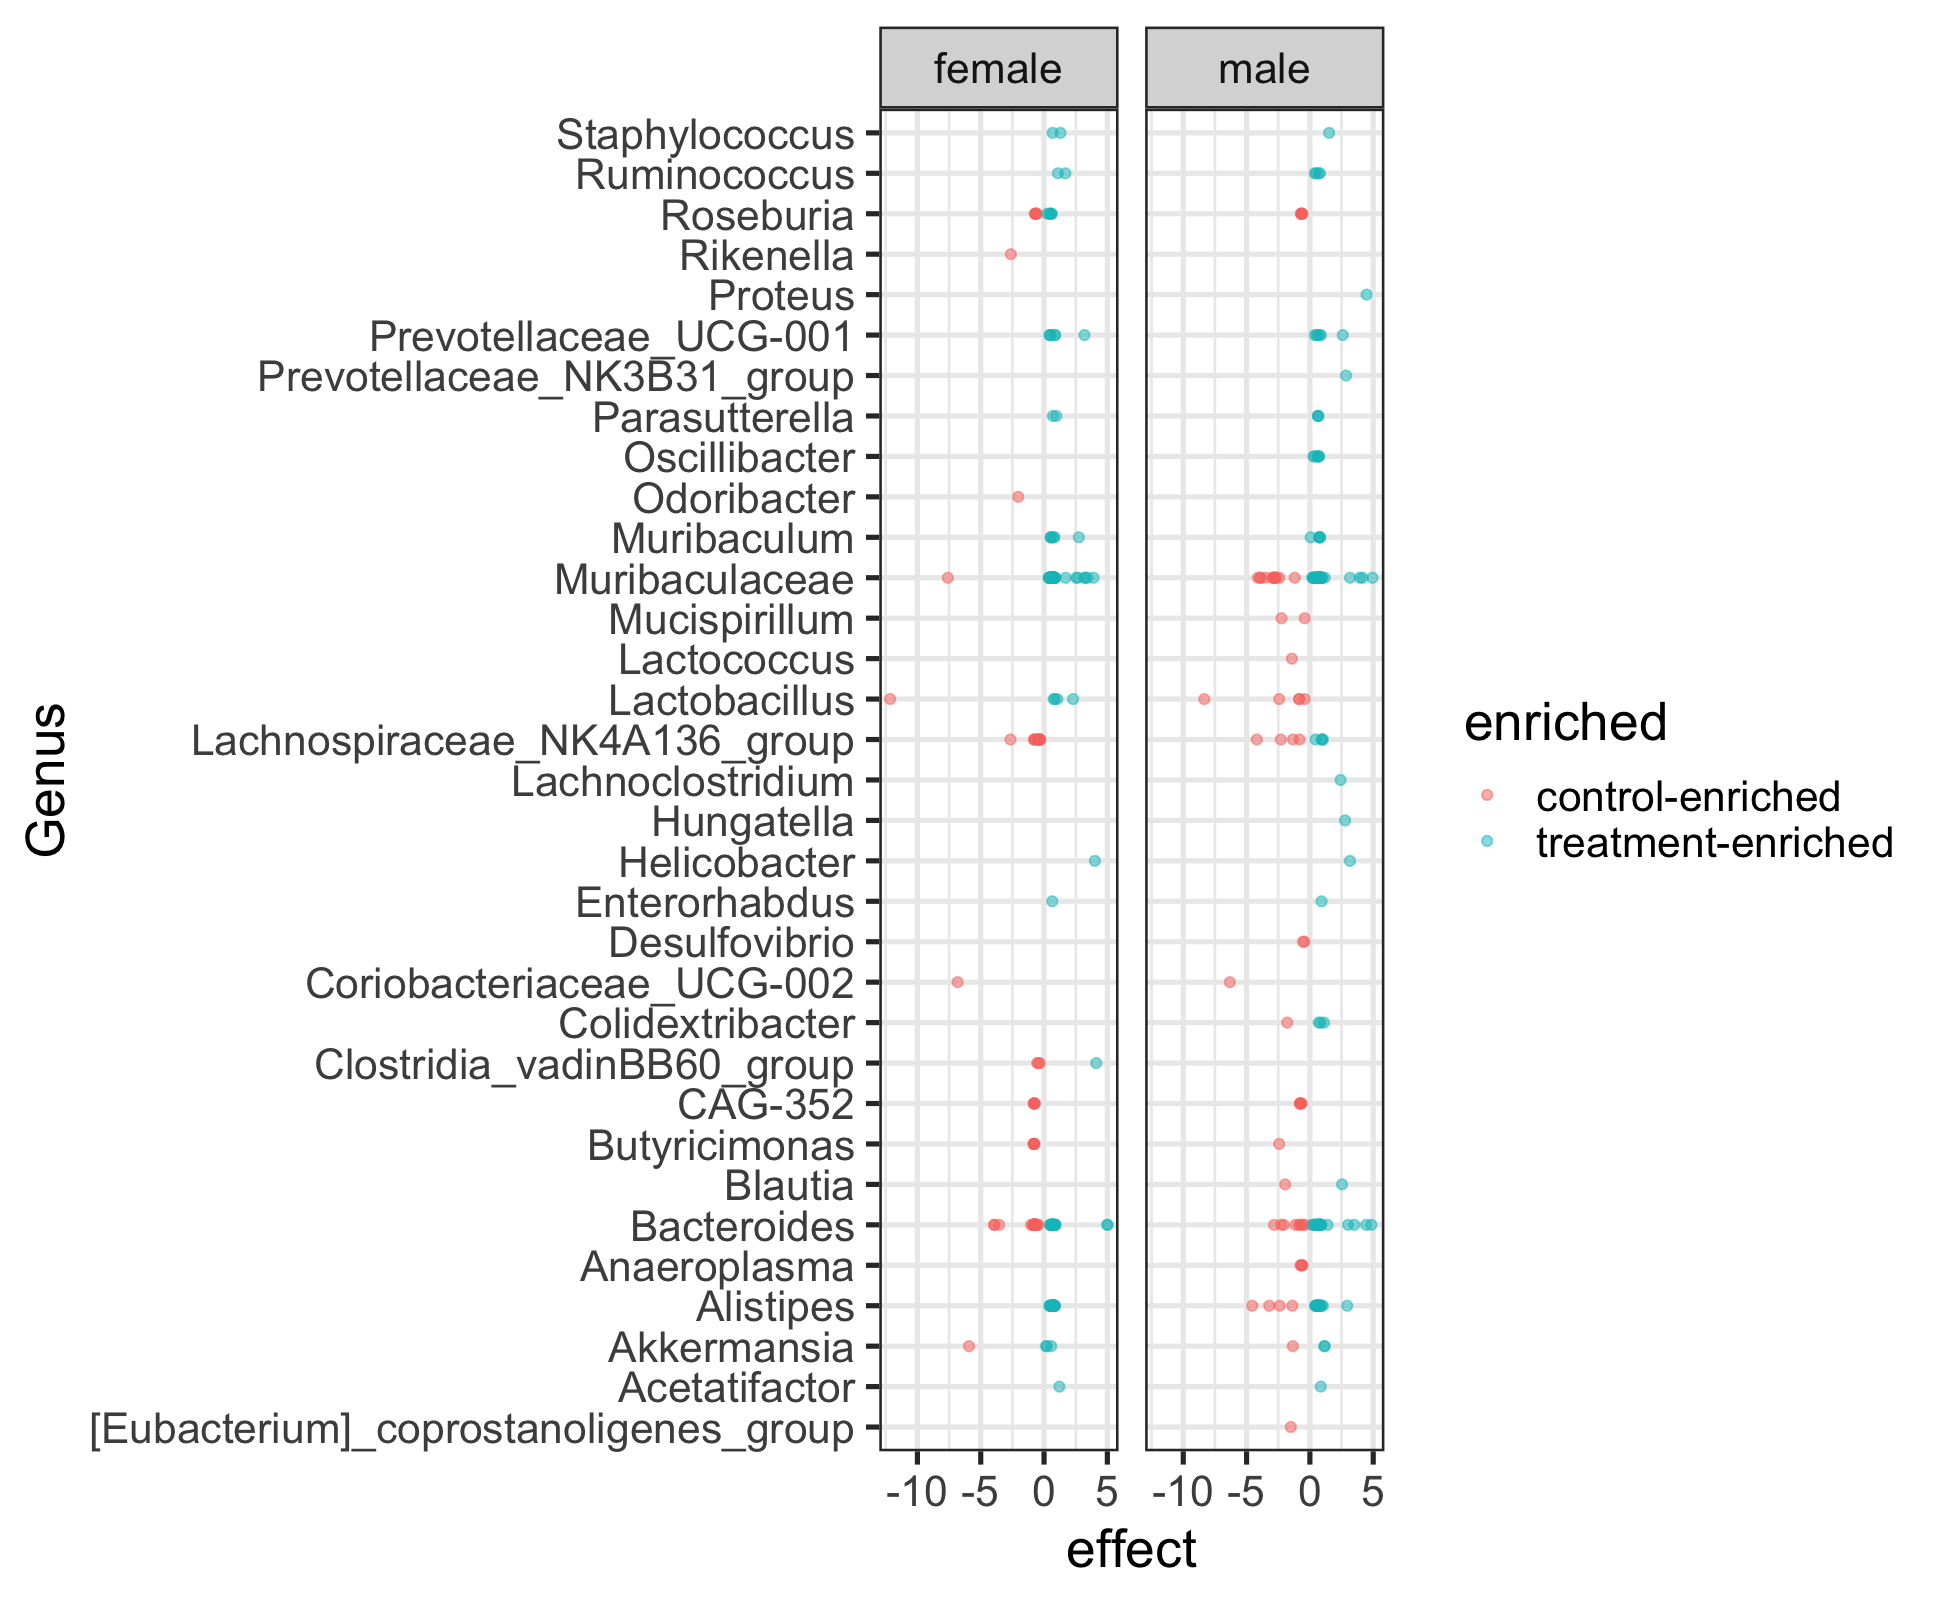 female male
Staphylococcus
Ruminococcus
Roseburia
Rikenella
Proteus
Prevotellaceae_UCG-001
Prevotellaceae_NK3B31_group
Parasutterella
Oscillibacter
Odoribacter
Muribaculum
Muribaculaceae
Mucispirillum
Lactococcus
Lactobacillus
Lachnospiraceae_NK4A136_group
Lachnoclostridium
Hungatella
Helicobacter
Enterorhabdus
Desulfovibrio
Coriobacteriaceae_UCG-002
Colidextribacter
Clostridia_vadinBB60_group
CAG-352
Butyricimonas
Blautia
Bacteroides
Anaeroplasma
Alistipes
Akkermansia
Acetatifactor
[Eubacterium]_coprostanoligenes_group
Genus
-10 -5 0 5 -10 -5 0 5
effect
enriched
control-enriched
treatment-enriched